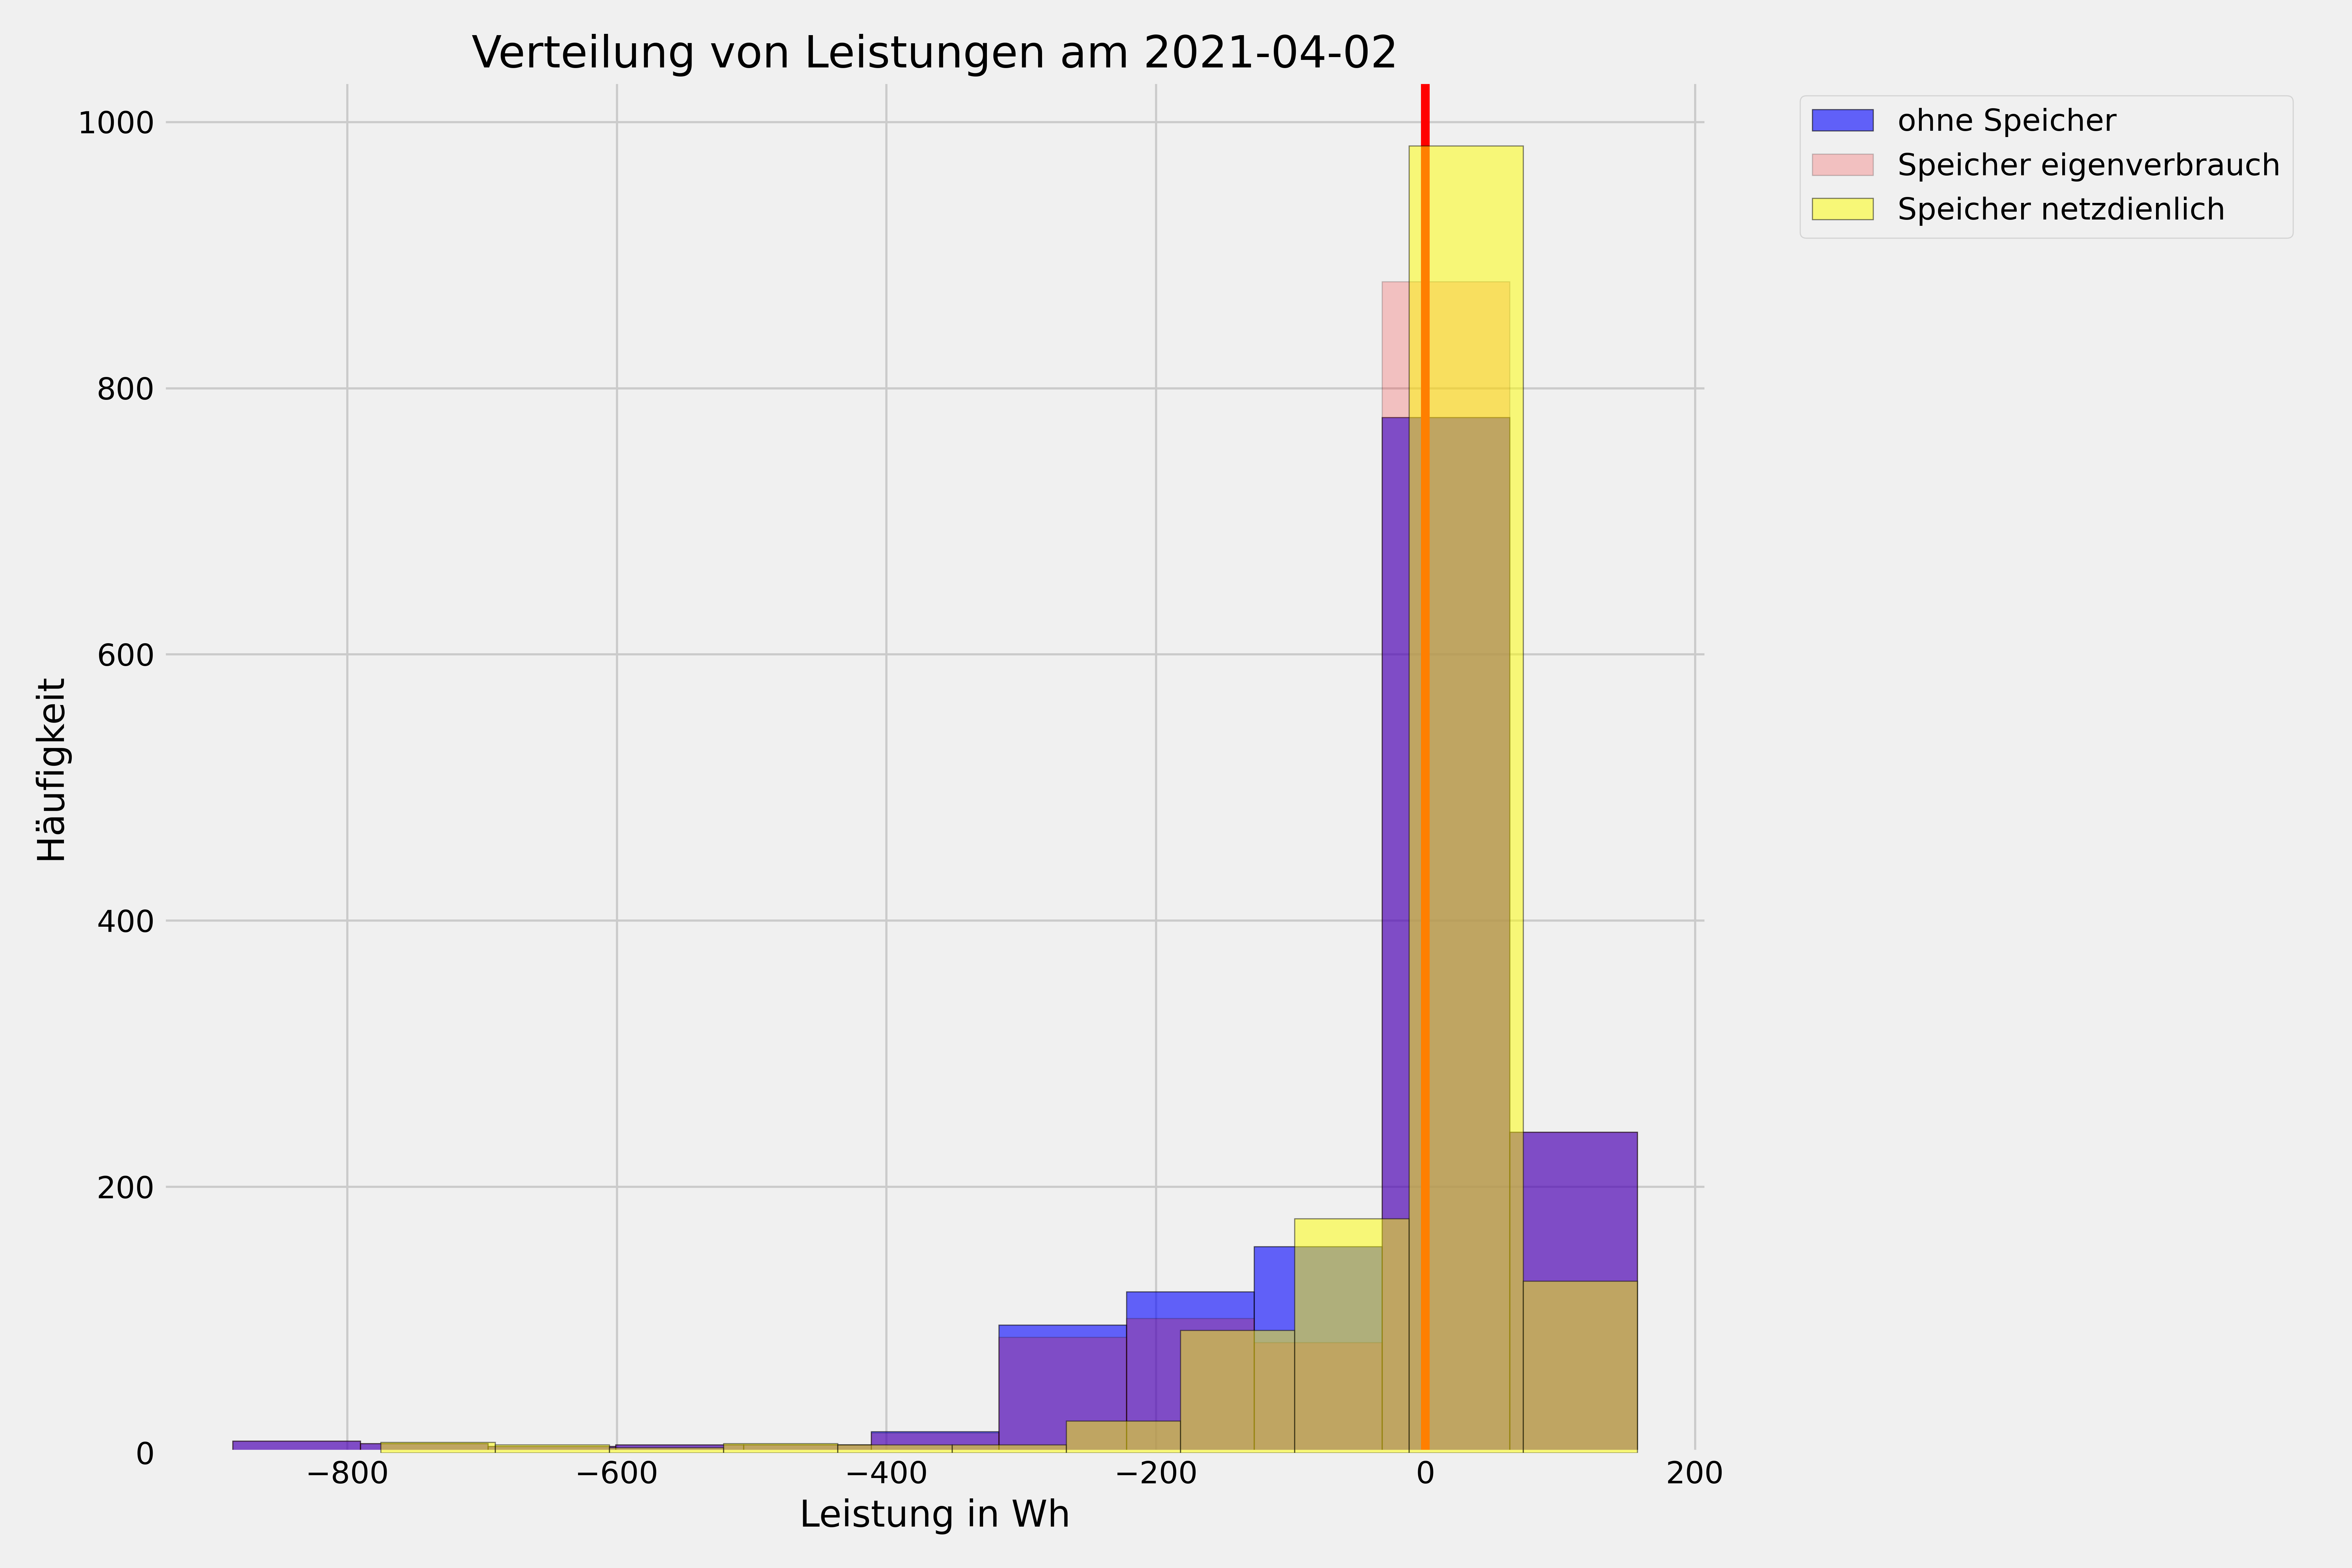 Verteilung von Leistungen am 2021-04-02
ohne Speicher
Speicher eigenverbrauch
Speicher netzdienlich
1000
800
600
400
200
0
Häufigkeit
−800
−600
−400
−200
0
200
Leistung in Wh